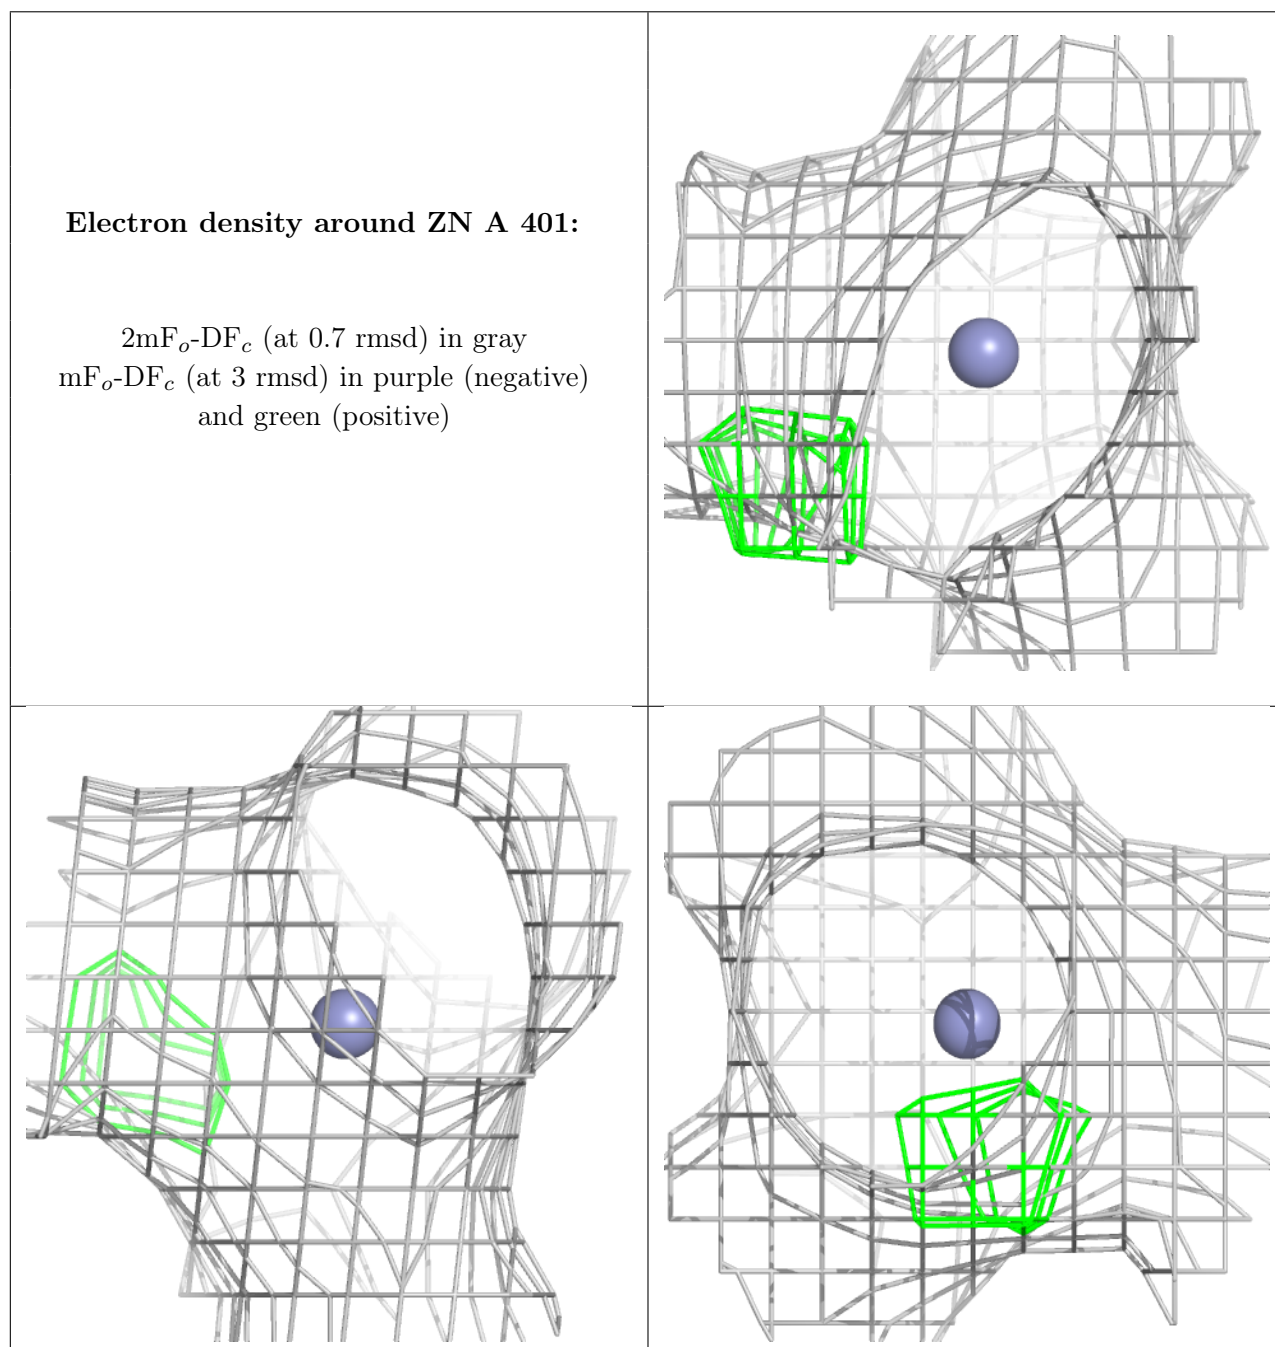 Electron density around ZN A 401:
2mFo-DFc (at 0.7 rmsd) in gray
mFo-DFc (at 3 rmsd) in purple (negative)
and green (positive)